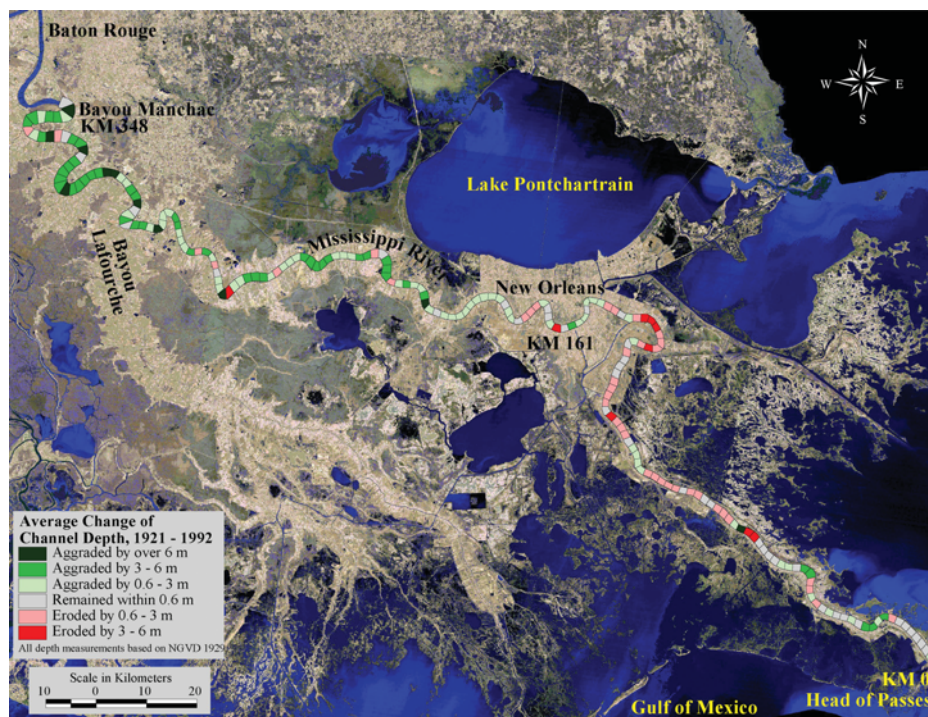 Baton Rouge
N
W E
S
Bayou Manchac
KM 348
Lake Pontchartrain
Mississippi River
Bayou
Lafourche
New Orleans
KM 161
Average Change of
Channel Depth, 1921 - 1992
Aggraded by over 6 m
Aggraded by 3 - 6 m
Aggraded by 0.6 - 3 m
Remained within 0.6 m
Eroded by 0.6 - 3 m
Eroded by 3 - 6 m
All depth measurements based on NGVD 1929
Scale in Kilometers
10 0 10 20
KM 0
Head of Passes
Gulf of Mexico